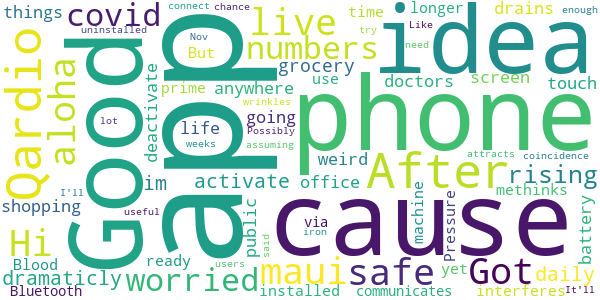 things
covid
uninstalled
Qardio
aloha
Good
app
Nov
But
lot
life
weeks
deactivate
prime
im
I'll
shopping
useful
Hi
Blood
dramaticly
Bluetooth
ready
worried
connect
chance
live
time
longer
drains
try
Like
enough
numbers
need
idea
grocery
doctors
screen
touch
anywhere
use
phone
wrinkles
going
Possibly
assuming
weird
After
attracts
coincidence
rising
activate
office
methinks
cause
public
via
iron
machine
Pressure
battery
users
said
maui
safe
yet
Got
daily
installed
communicates
interferes
It'll